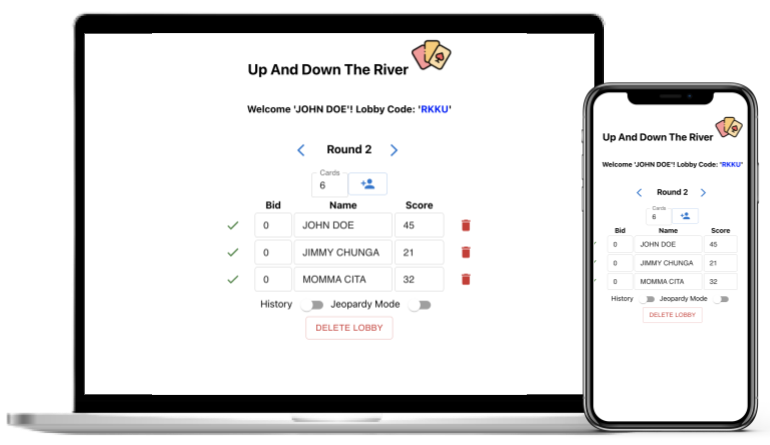 Up And Down The River
Welcome 'JOHN DOE'! Lobby Code: 'RKKU'
Round 2
Cards
6
Bid Name Score
0 JOHN DOE 45
0 JIMMY CHUNGA 21
0 MOMMA CITA 32
History Jeopardy Mode
DELETE LOBBY
Up And Down The River
Welcome 'JOHN DOE'! Lobby Code: 'RKKU'
Round 2
Cards
6
Bid Name Score
0 JOHN DOE 45
0 JIMMY CHUNGA 21
0 MOMMA CITA 32
History Jeopardy Mode
DELETE LOBBY